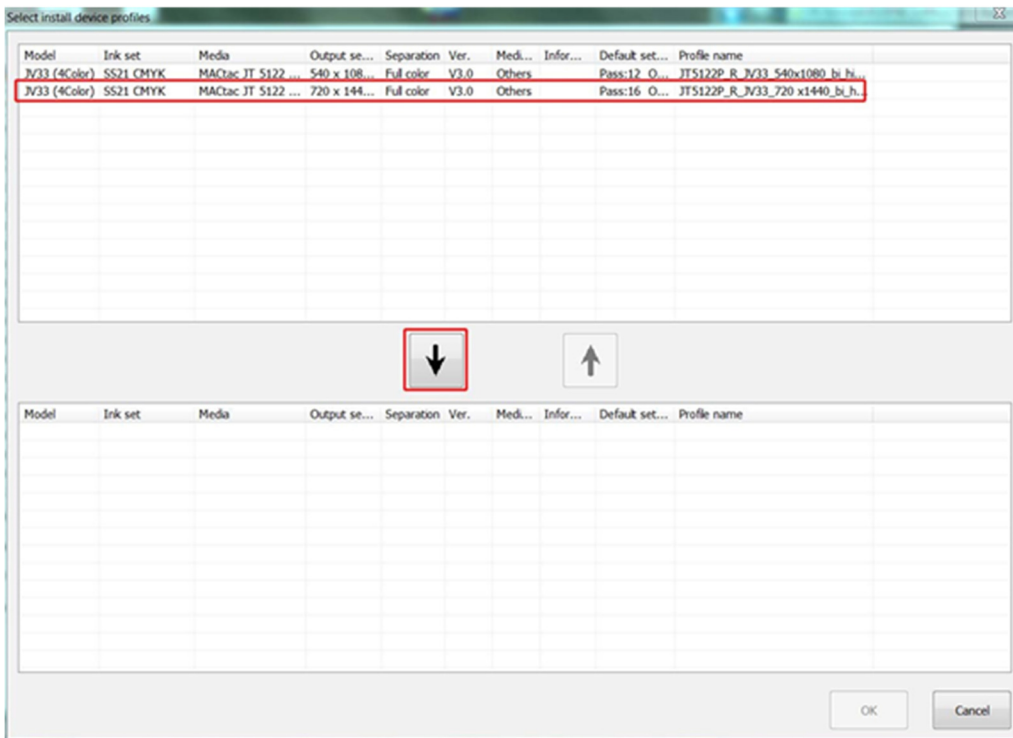 Select install device profiles
Model Ink set Media Output se... Separation Ver. Medi... Infor... Default set... Profile name
JV33 (4Color) SS21 CMYK MACtac JT 5122 ... 540 x 108... Full color V3.0 Others Pass:12 O... JT5122P_R_JV33_540x1080_bi_hi...
JV33 (4Color) SS21 CMYK MACtac JT 5122 ... 720 x 144... Full color V3.0 Others Pass:16 O... JT5122P_R_JV33_720 x1440_bi_h...
Model Ink set Media Output se... Separation Ver. Medi... Infor... Default set... Profile name
OK Cancel